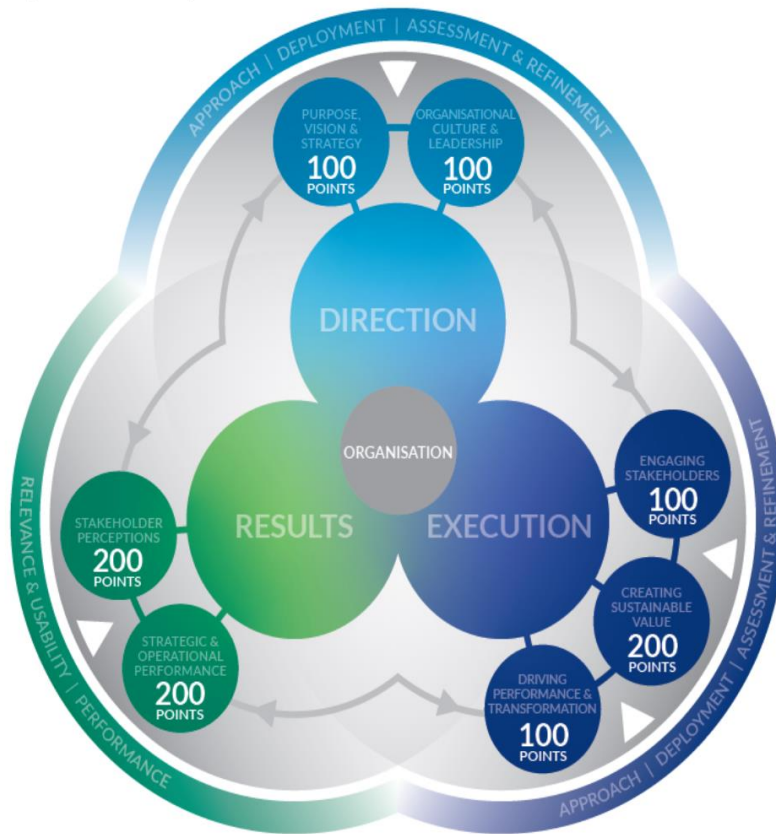 APPROACH | DEPLOYMENT | ASSESSMENT & REFINEMENT
PURPOSE,
VISION &
STRATEGY
100
POINTS
ORGANISATIONAL
CULTURE &
LEADERSHIP
100
POINTS
DIRECTION
ORGANISATION
RESULTS
EXECUTION
ENGAGING
STAKEHOLDERS
100
POINTS
CREATING
SUSTAINABLE
VALUE
200
POINTS
DRIVING
PERFORMANCE &
TRANSFORMATION
100
POINTS
APPROACH | DEPLOYMENT | ASSESSMENT & REFINEMENT
STAKEHOLDER
PERCEPTIONS
200
POINTS
STRATEGIC &
OPERATIONAL
PERFORMANCE
200
POINTS
RELEVANCE & USABILITY | PERFORMANCE